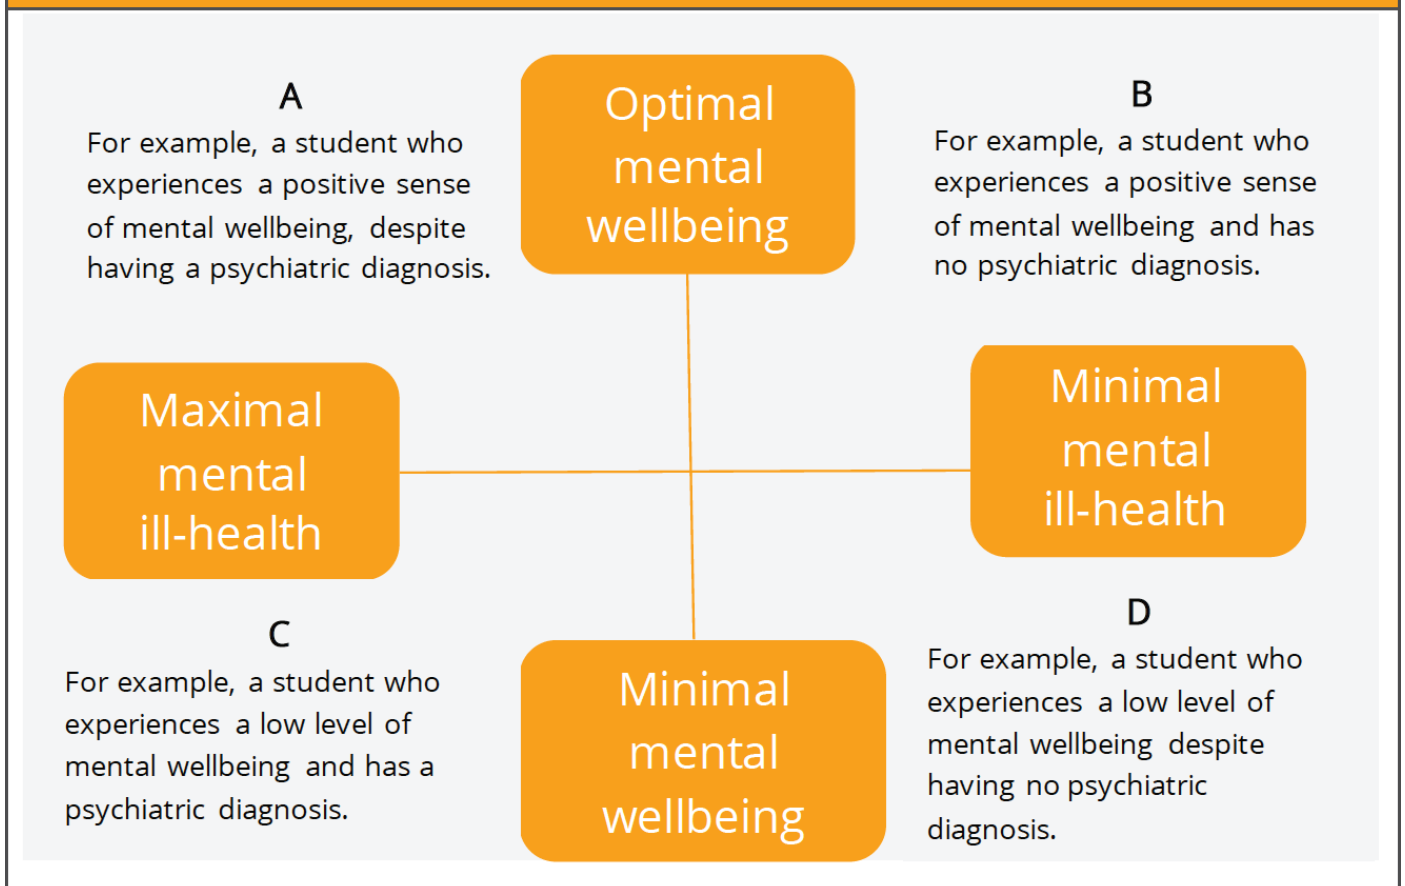 A
For example, a student who
experiences a positive sense
of mental wellbeing, despite
having a psychiatric diagnosis.
Optimal
mental
wellbeing
B
For example, a student who
experiences a positive sense
of mental wellbeing and has
no psychiatric diagnosis.
Maximal
mental
ill-health
Minimal
mental
ill-health
C
For example, a student who
experiences a low level of
mental wellbeing and has a
psychiatric diagnosis.
Minimal
mental
wellbeing
D
For example, a student who
experiences a low level of
mental wellbeing despite
having no psychiatric
diagnosis.